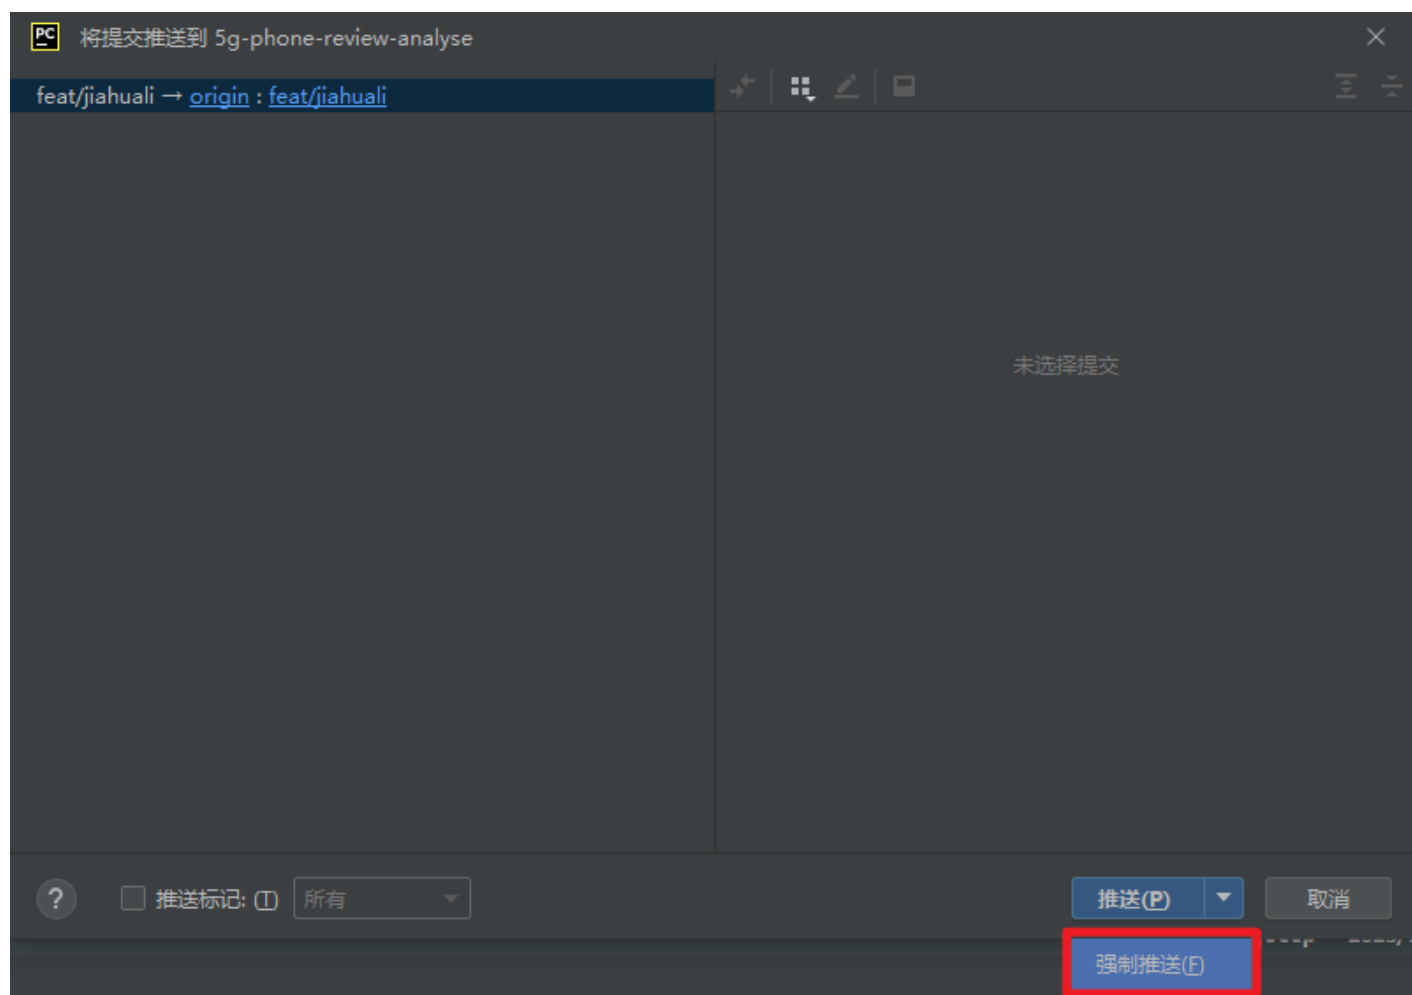 PC 将提交推送到 5g-phone-review-analyse
feat/jiahuali → origin : feat/jiahuali
未选择提交
? 推送标记: (T) 所有 推送(P) 取消
强制推送(F)